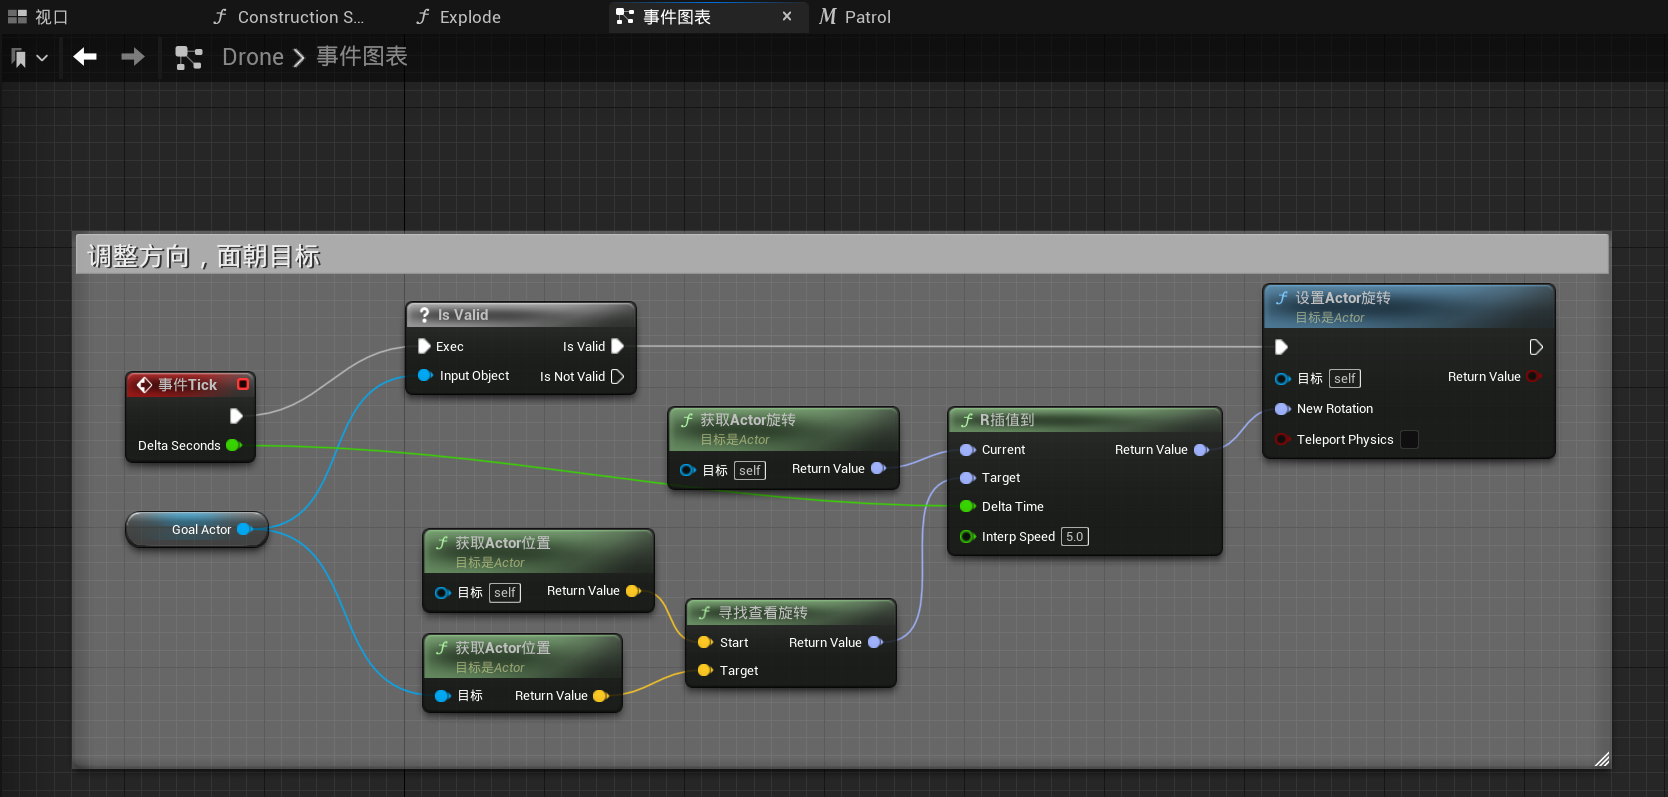 视口
Construction S...
Explode
事件图表
Patrol
Drone
事件图表
调整方向，面朝目标
Is Valid
Exec
Is Valid
Input Object
Is Not Valid
事件Tick
Delta Seconds
Goal Actor
获取Actor旋转
目标是Actor
目标
self
Return Value
获取Actor位置
目标是Actor
目标
self
Return Value
获取Actor位置
目标是Actor
目标
Return Value
寻找查看旋转
Start
Return Value
Target
R插值到
Current
Return Value
Target
Delta Time
Interp Speed
5.0
设置Actor旋转
目标是Actor
目标
self
Return Value
New Rotation
Teleport Physics